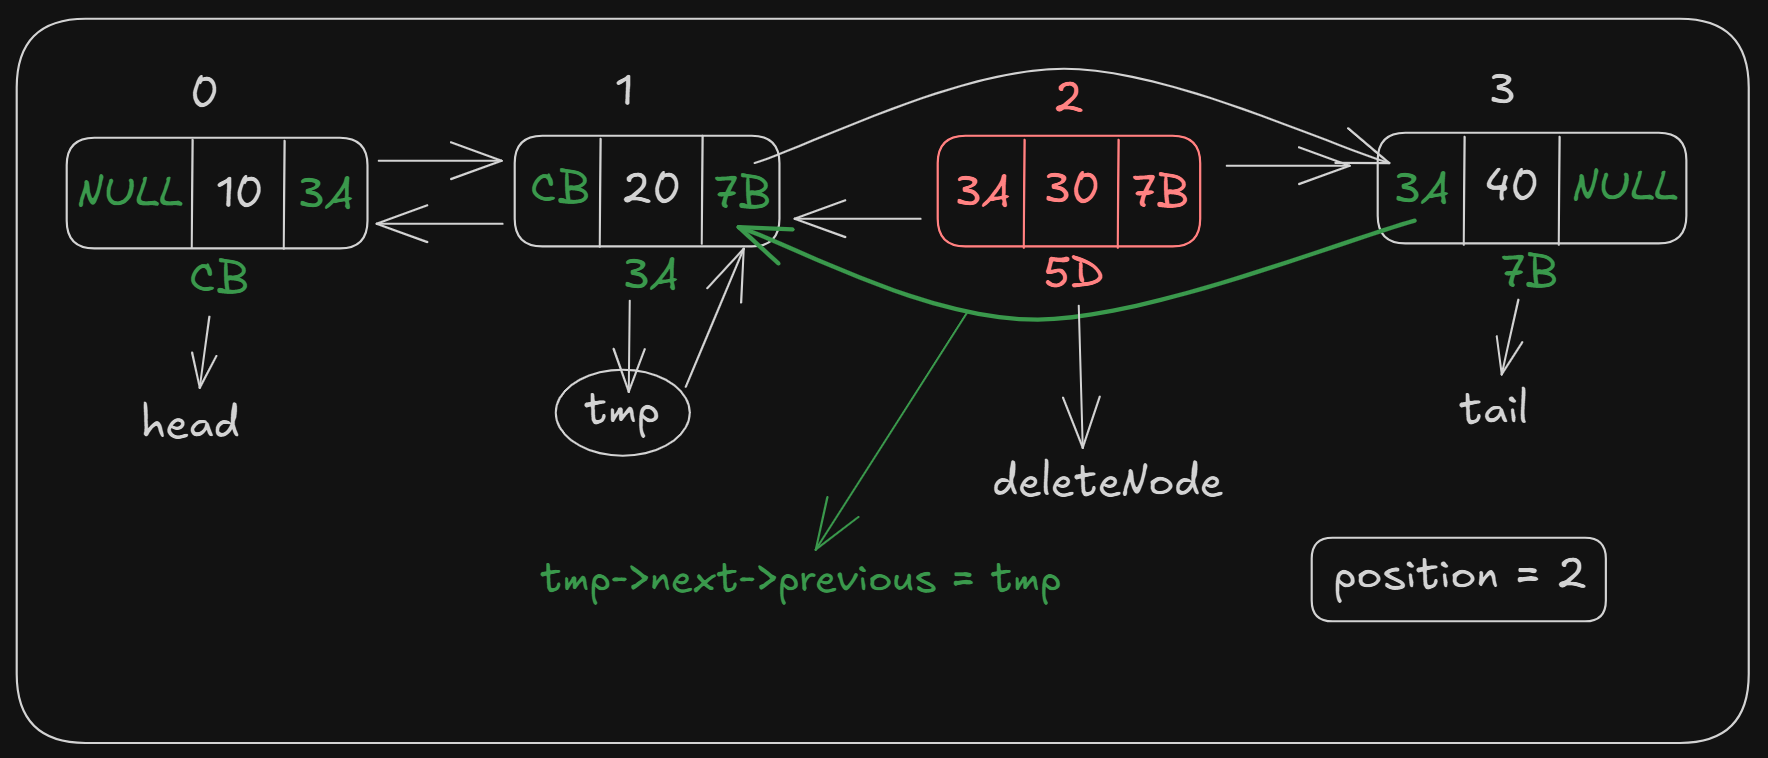 0 1 2 3
NULL 10 3A CB 20 7B 3A 30 7B 3A 40 NULL
CB 3A 5D 7B
head tmp tail
deleteNode
tmp->next->previous = tmp
position = 2